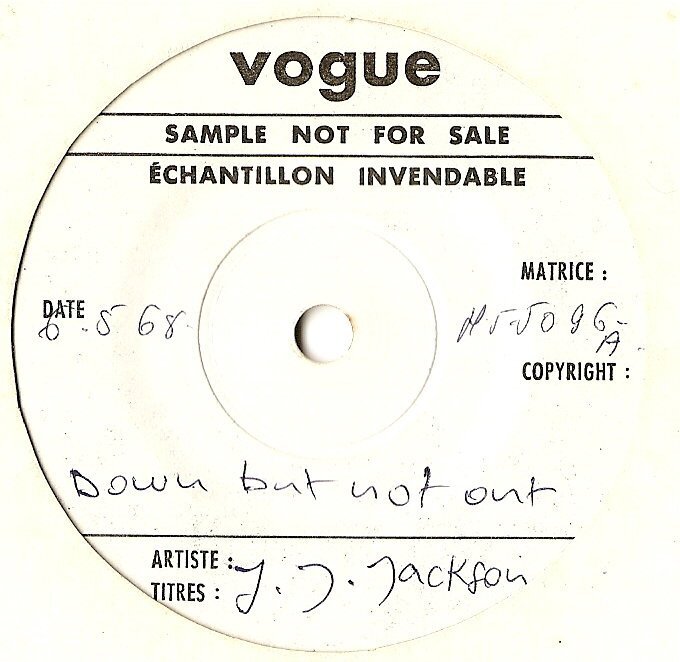 vogue
SAMPLE NOT FOR SALE
ÉCHANTILLON INVENDABLE
MATRICE :
DATE
6.5 68
COPYRIGHT :
Down but not out
ARTISTE :
J. J. Jackson
TITRES :